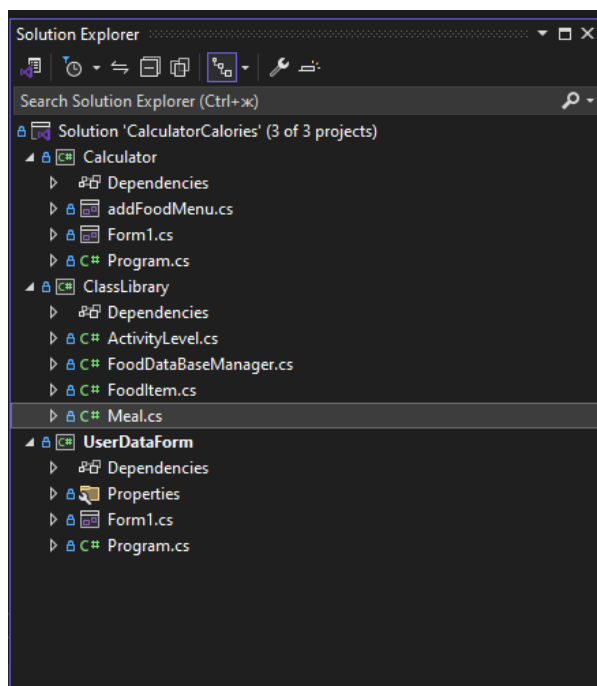 Solution Explorer
Search Solution Explorer (Ctrl+ж)
Solution 'CalculatorCalories' (3 of 3 projects)
C# Calculator
Dependencies
addFoodMenu.cs
Form1.cs
C# Program.cs
C# ClassLibrary
Dependencies
C# ActivityLevel.cs
C# FoodDataBaseManager.cs
C# FoodItem.cs
C# Meal.cs
C# UserDataForm
Dependencies
Properties
Form1.cs
C# Program.cs